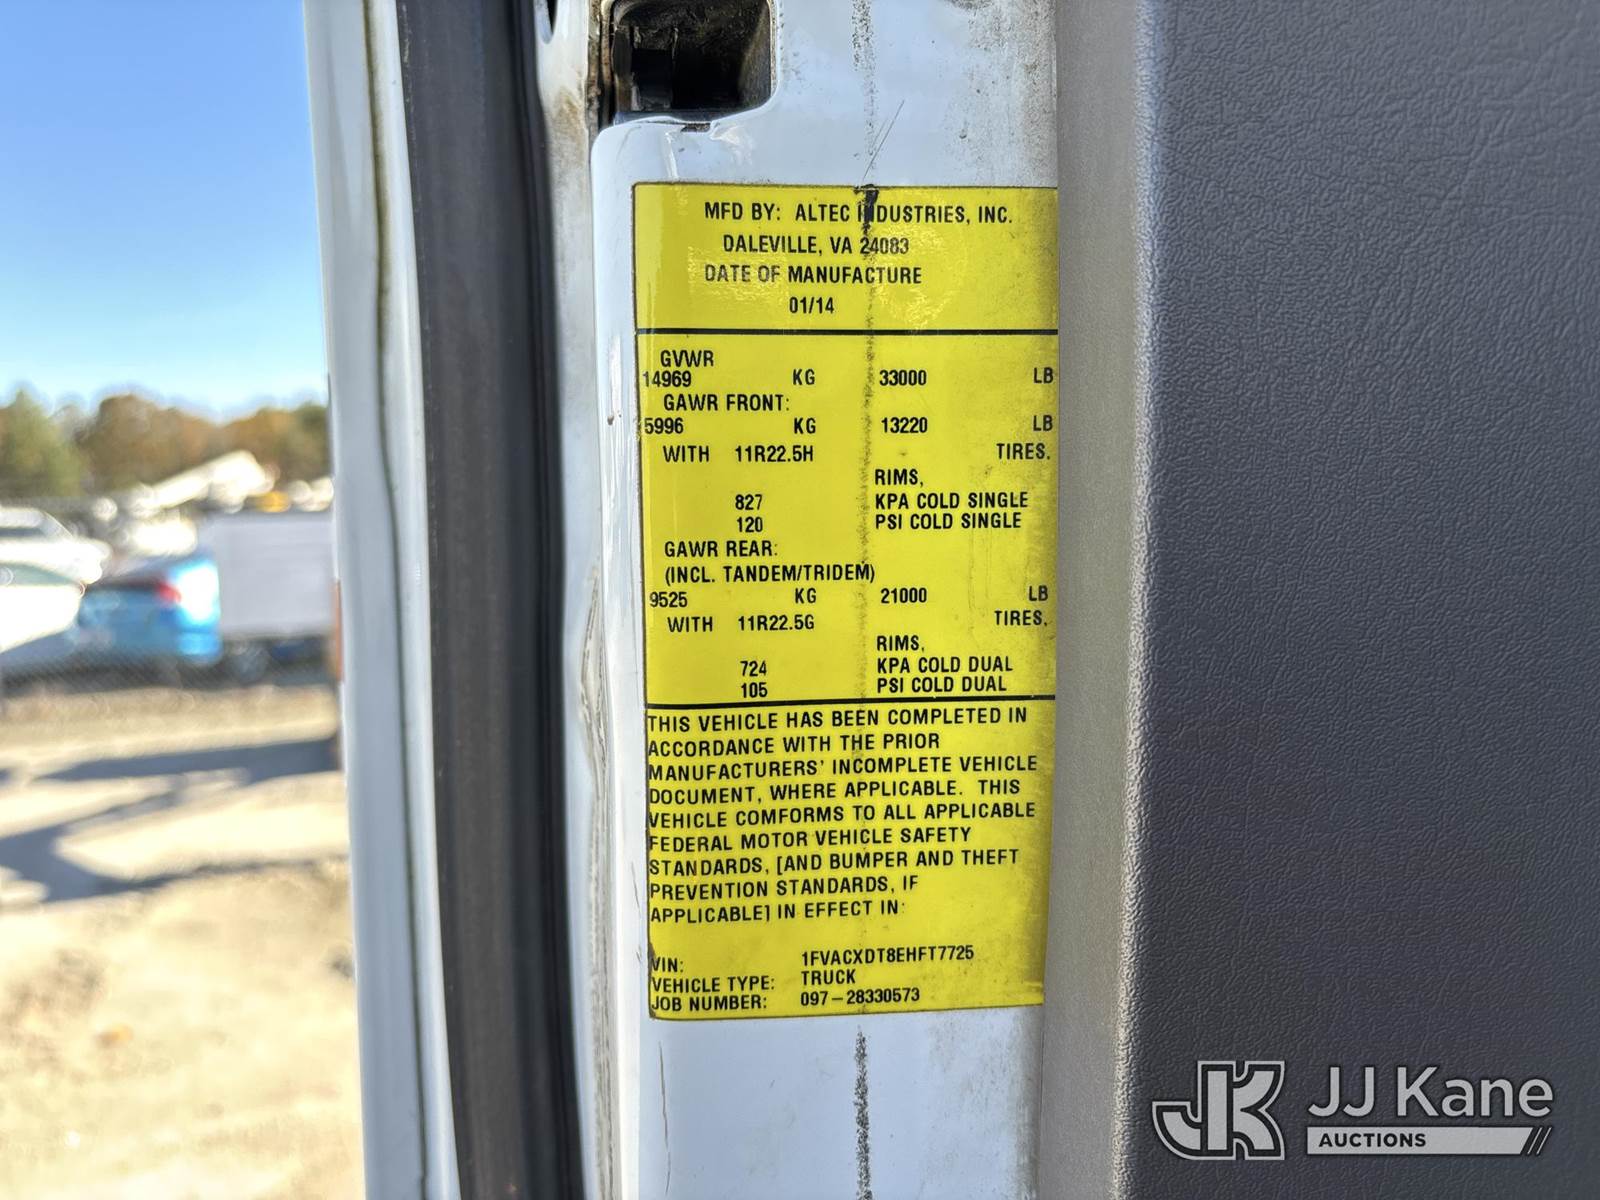 MFD BY: ALTEC INDUSTRIES, INC.
DALEVILLE, VA 24083
DATE OF MANUFACTURE
01/14
GVWR
14969 KG 33000 LB
GAWR FRONT:
5996 KG 13220 LB
WITH 11R22.5H TIRES.
RIMS,
827 KPA COLD SINGLE
120 PSI COLD SINGLE
GAWR REAR:
(INCL. TANDEM/TRIDEM)
9525 KG 21000 LB
WITH 11R22.5G TIRES,
RIMS,
724 KPA COLD DUAL
105 PSI COLD DUAL
THIS VEHICLE HAS BEEN COMPLETED IN
ACCORDANCE WITH THE PRIOR
MANUFACTURERS' INCOMPLETE VEHICLE
DOCUMENT, WHERE APPLICABLE. THIS
VEHICLE COMFORMS TO ALL APPLICABLE
FEDERAL MOTOR VEHICLE SAFETY
STANDARDS, [AND BUMPER AND THEFT
PREVENTION STANDARDS, IF
APPLICABLE] IN EFFECT IN:
VIN: 1FVACXDT8EHFT7725
VEHICLE TYPE: TRUCK
JOB NUMBER: 097-28330573
JK JJ Kane
AUCTIONS